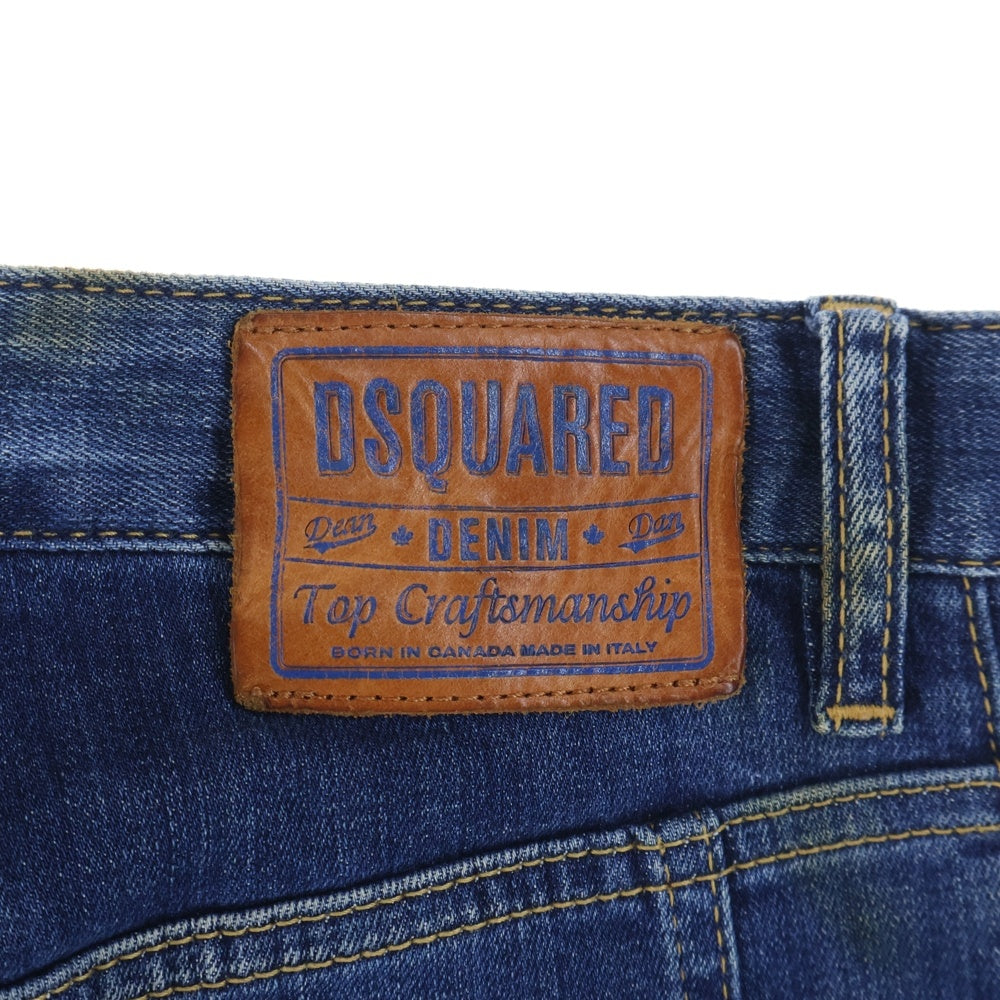 DSQUARED
Dean DENIM Dan
Top Craftsmanship
BORN IN CANADA MADE IN ITALY